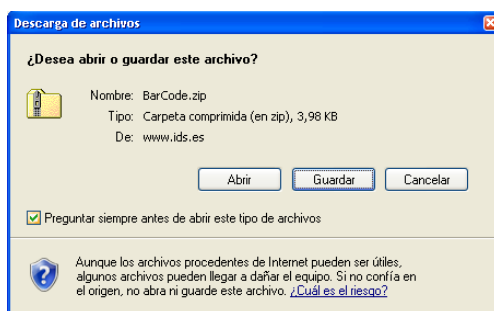 Descarga de archivos
¿Desea abrir o guardar este archivo?
Nombre: BarCode.zip
Tipo: Carpeta comprimida (en zip), 3,98 KB
De: www.ids.es
Abrir Guardar Cancelar
Preguntar siempre antes de abrir este tipo de archivos
Aunque los archivos procedentes de Internet pueden ser útiles,
algunos archivos pueden llegar a dañar el equipo. Si no confía en
el origen, no abra ni guarde este archivo. ¿Cuál es el riesgo?